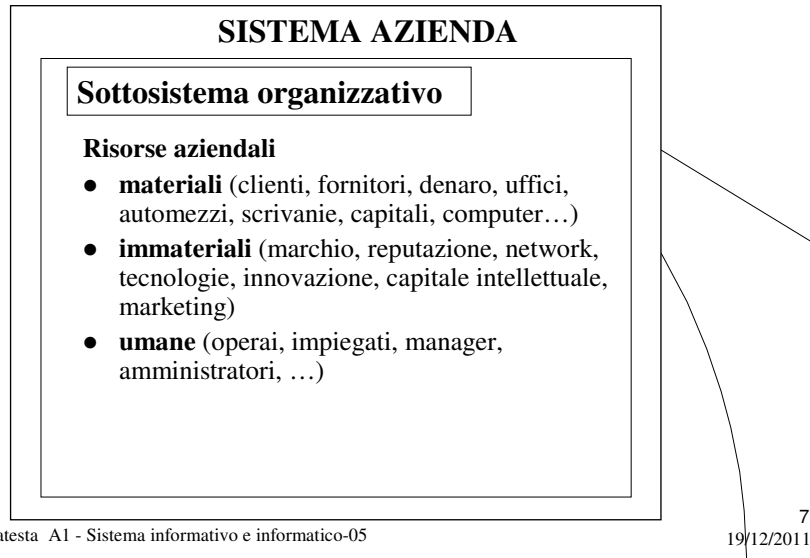 SISTEMA AZIENDA
Sottosistema organizzativo
Risorse aziendali
● materiali (clienti, fornitori, denaro, uffici,
automezzi, scrivanie, capitali, computer…)
● immateriali (marchio, reputazione, network,
tecnologie, innovazione, capitale intellettuale,
marketing)
● umane (operai, impiegati, manager,
amministratori, …)
7
atesta A1 - Sistema informativo e informatico-05
19/12/2011